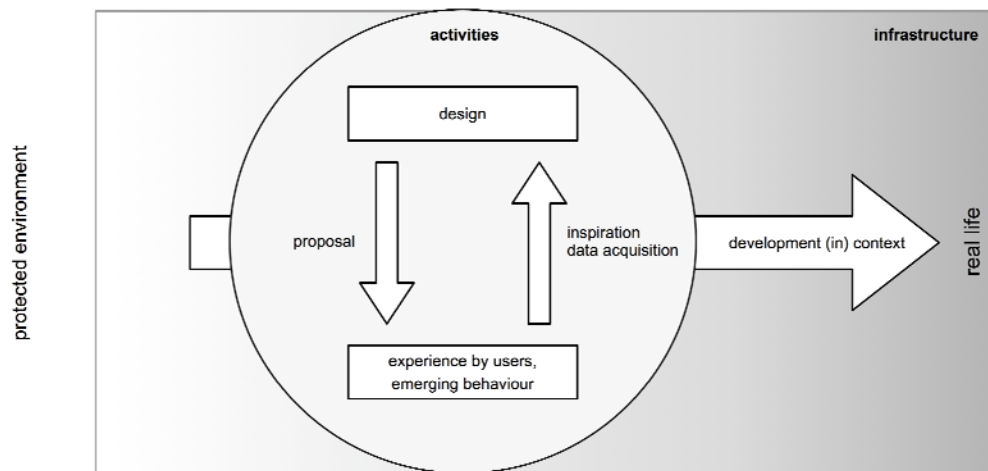 activities
infrastructure
design
protected environment
proposal
inspiration
data acquisition
development (in) context
real life
experience by users,
emerging behaviour